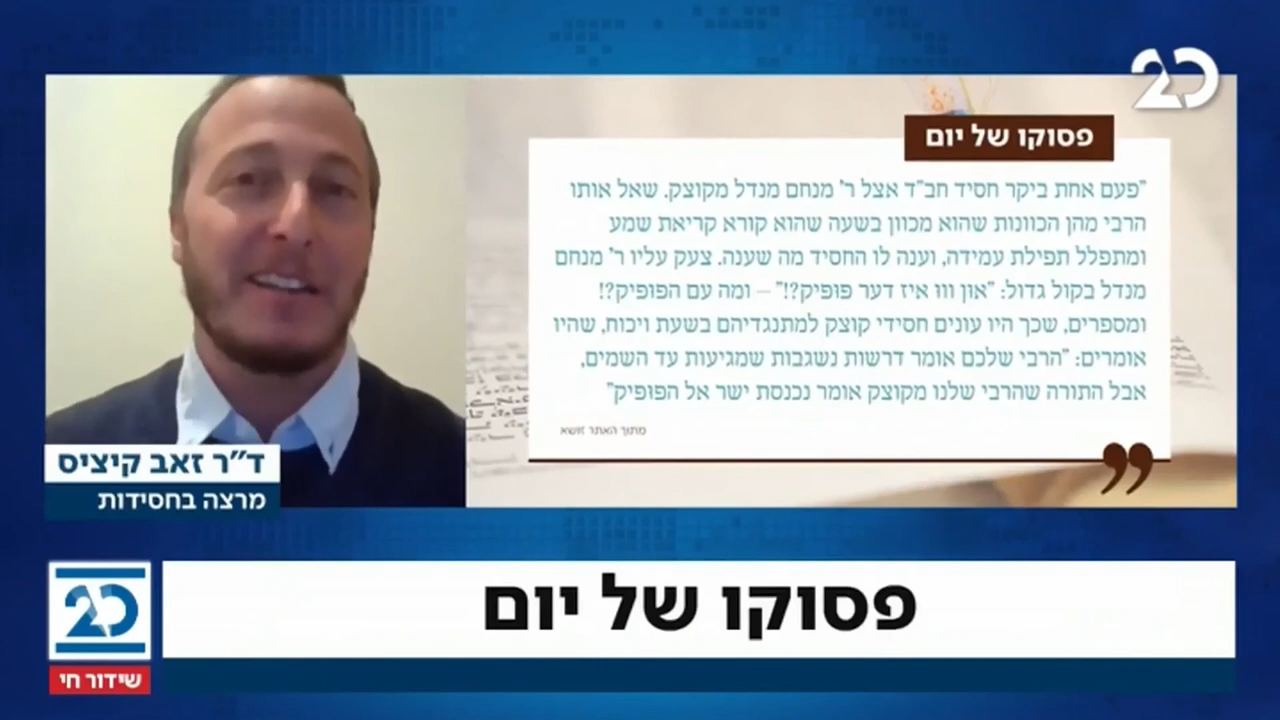 20
פסוקו של יום
"פעם אחת ביקר חסיד חב"ד אצל ר' מנחם מנדל מקוצק. שאל אותו
הרבי מהן הכוונות שהוא מכוון בשעה שהוא קורא קריאת שמע
ומתפלל תפילת עמידה, וענה לו החסיד מה שענה. צעק עליו ר' מנחם
מנדל בקול גדול: "און וווּ איז דער פופיק?!" – ומה עם הפופיק?!
ומספרים, שכך היו עונים חסידי קוצק למתנגדיהם בשעת ויכוח, שהיו
אומרים: "הרבי שלכם אומר דרשות נשגבות שמגיעות עד השמים,
אבל התורה שהרבי שלנו מקוצק אומר נכנסת ישר אל הפופיק"
מתוך האתר זושא
ד"ר זאב קיציס
מרצה בחסידות
20
פסוקו של יום
שידור חי